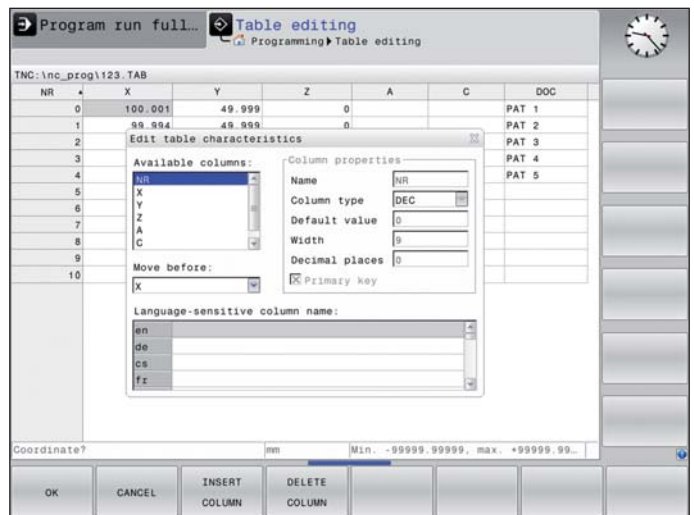 Program run full…
Table editing
Programming Table editing
TNC:\nc_prog\123.TAB
NR X Y Z A C DOC
0 100.001 49.999 0 PAT 1
1 99.994 49.999 0 PAT 2
2 PAT 3
3 PAT 4
4 PAT 5
5
6
7
8
9
10
Edit table characteristics
Available columns:
NR
X
Y
Z
A
C
Move before:
X
Column properties
Name NR
Column type DEC
Default value 0
Width 9
Decimal places 0
Primary key
Language-sensitive column name:
en
de
cs
fr
Coordinate? mm Min. -99999.99999, max. +99999.99…
OK
CANCEL
INSERT COLUMN
DELETE COLUMN